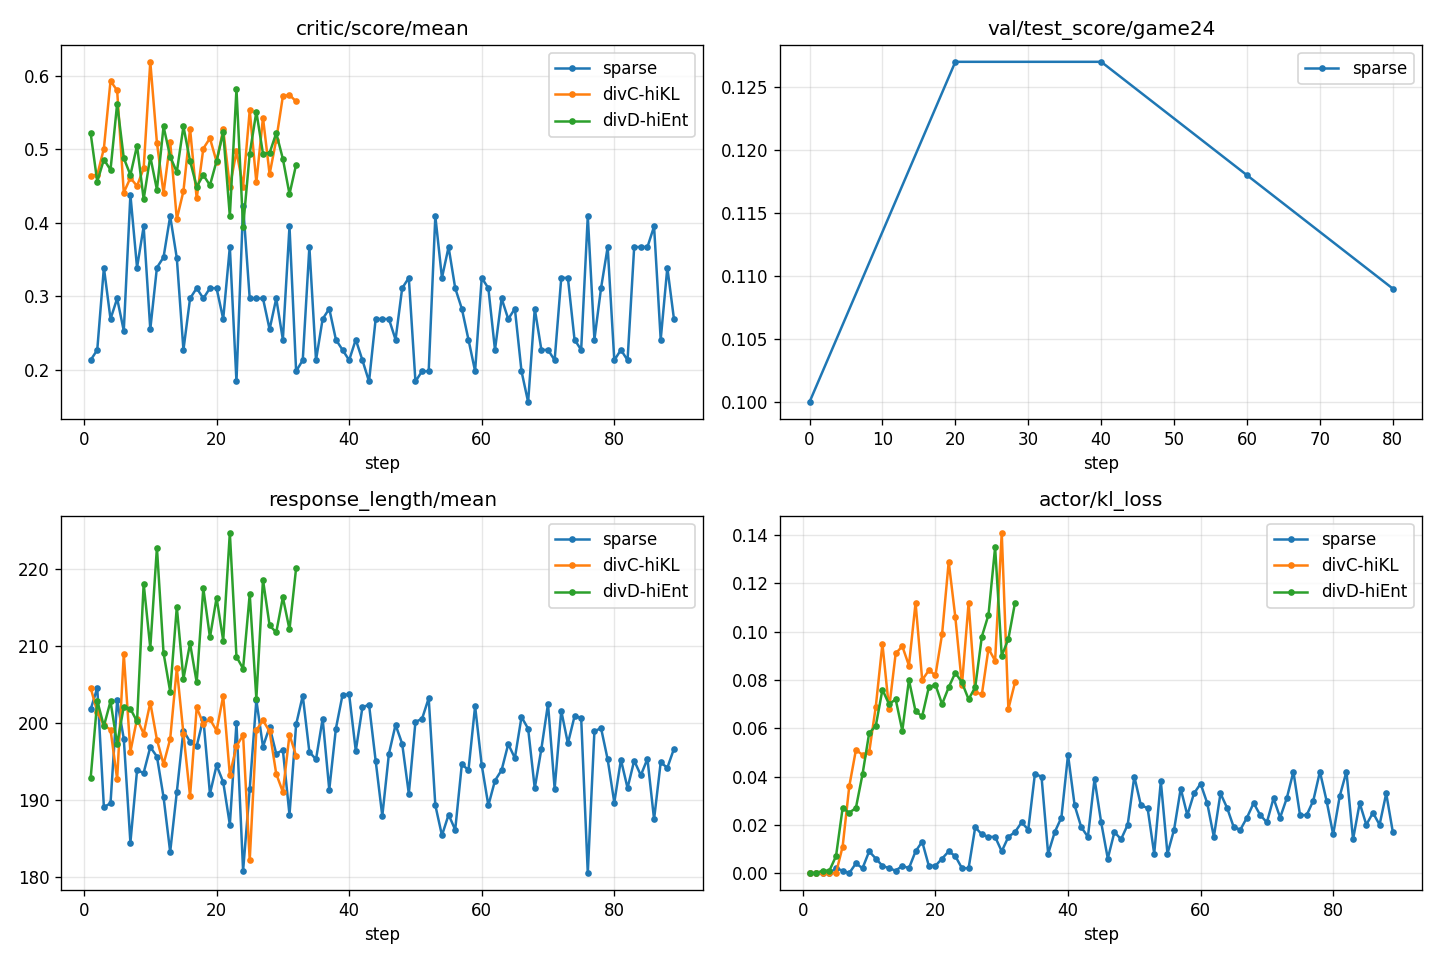 critic/score/mean
0.6
0.5
0.4
0.3
0.2
0 20 40 60 80
step
sparse
divC-hiKL
divD-hiEnt
val/test_score/game24
0.125
0.120
0.115
0.110
0.105
0.100
0 10 20 30 40 50 60 70 80
step
sparse
response_length/mean
220
210
200
190
180
0 20 40 60 80
step
sparse
divC-hiKL
divD-hiEnt
actor/kl_loss
0.14
0.12
0.10
0.08
0.06
0.04
0.02
0.00
0 20 40 60 80
step
sparse
divC-hiKL
divD-hiEnt